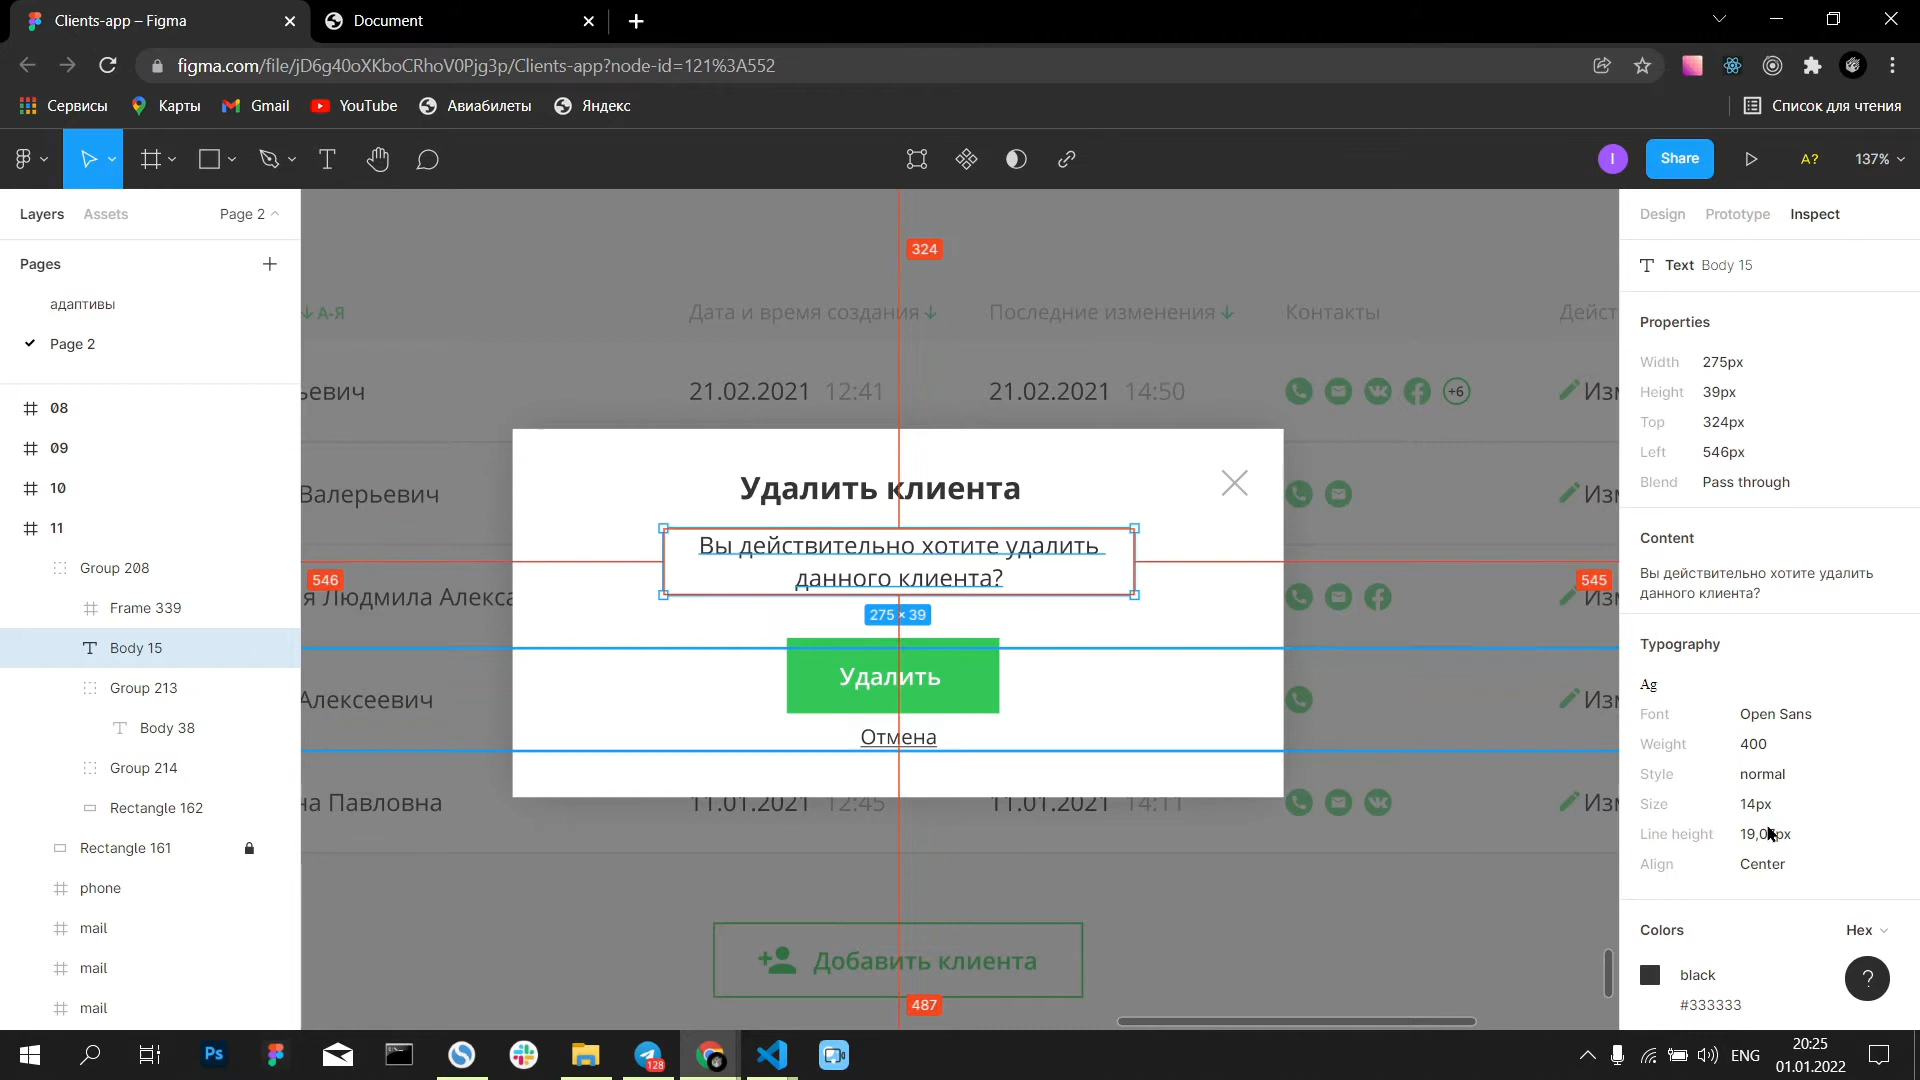 Clients-app – Figma
Document
figma.com/file/jD6g40oXKboCRhoV0Pjg3p/Clients-app?node-id=121%3A552
Сервисы
Карты
Gmail
YouTube
Авиабилеты
Яндекс
Список для чтения
I
Share
A?
137%
Layers
Assets
Page 2
Design
Prototype
Inspect
Pages
адаптивы
Page 2
08
09
10
11
Group 208
Frame 339
Body 15
Group 213
Body 38
Group 214
Rectangle 162
Rectangle 161
phone
mail
mail
mail
324
А-Я
Дата и время создания
Последние изменения
Контакты
21.02.2021 12:41
21.02.2021 14:50
+6
Валерьевич
Удалить клиента
Вы действительно хотите удалить
данного клиента?
546
545
я Людмила
275 × 39
Удалить
Алексеевич
Отмена
на Павловна
11.01.2021 12:45
11.01.2021 14:11
Добавить клиента
487
Text Body 15
Properties
Width 275px
Height 39px
Top 324px
Left 546px
Blend Pass through
Content
Вы действительно хотите удалить
данного клиента?
Typography
Ag
Font Open Sans
Weight 400
Style normal
Size 14px
Line height
Align Center
Colors
Hex
black
#333333
?
Ps
128
ENG
20:25
01.01.2022